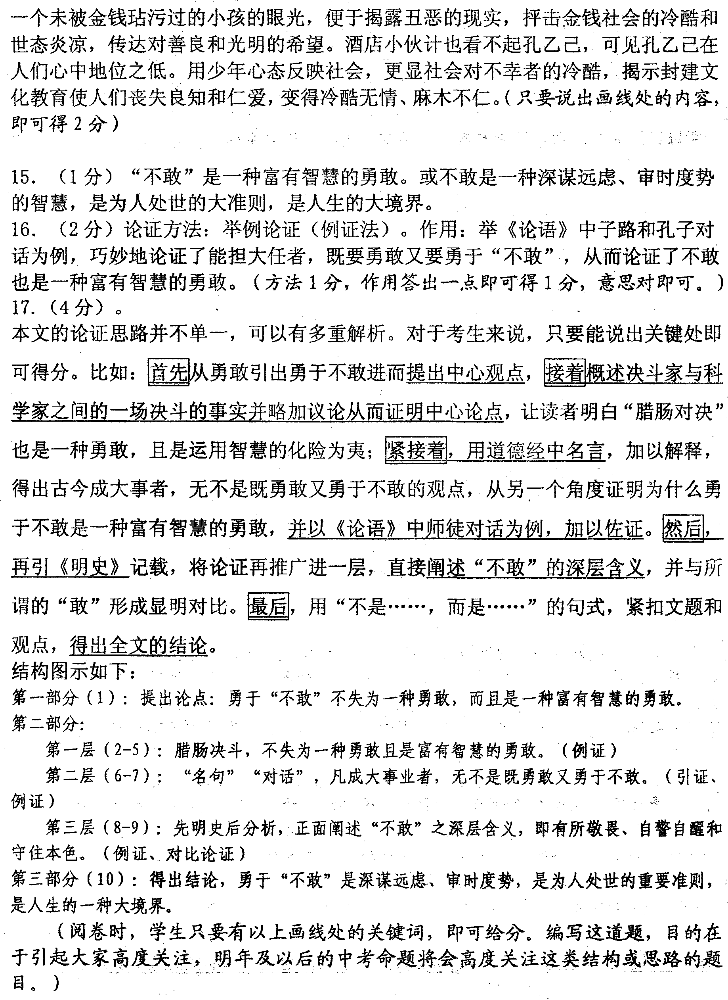 一个未被金钱玷污过的小孩的眼光，便于揭露丑恶的现实，抨击金钱社会的冷酷和
世态炎凉，传达对善良和光明的希望。酒店小伙计也看不起孔乙己，可见孔乙己在
人们心中地位之低。用少年心态反映社会，更显社会对不幸者的冷酷，揭示封建文
化教育使人们丧失良知和仁爱，变得冷酷无情、麻木不仁。（只要说出画线处的内容，
即可得 2 分）
15. （1 分）“不敢”是一种富有智慧的勇敢。或不敢是一种深谋远虑、审时度势
的智慧，是为人处世的大准则，是人生的大境界。
16. （2 分）论证方法：举例论证（例证法）。作用：举《论语》中子路和孔子对
话为例，巧妙地论证了能担大任者，既要勇敢又要勇于“不敢”，从而论证了不敢
也是一种富有智慧的勇敢。（方法 1 分，作用答出一点即可得 1 分，意思对即可。）
17.（4 分）。
本文的论证思路并不单一，可以有多重解析。对于考生来说，只要能说出关键处即
可得分。比如：首先从勇敢引出勇于不敢进而提出中心观点，接着概述决斗家与科
学家之间的一场决斗的事实并略加议论从而证明中心论点，让读者明白“腊肠对决”
也是一种勇敢，且是运用智慧的化险为夷；紧接着，用道德经中名言，加以解释，
得出古今成大事者，无不是既勇敢又勇于不敢的观点，从另一个角度证明为什么勇
于不敢是一种富有智慧的勇敢，并以《论语》中师徒对话为例，加以佐证。然后，
再引《明史》记载，将论证再推广进一层，直接阐述“不敢”的深层含义，并与所
谓的“敢”形成显明对比。最后，用“不是……，而是……”的句式，紧扣文题和
观点，得出全文的结论。
结构图示如下：
第一部分（1）：提出论点：勇于“不敢”不失为一种勇敢，而且是一种富有智慧的勇敢。
第二部分：
第一层（2-5）：腊肠决斗，不失为一种勇敢且是富有智慧的勇敢。（例证）
第二层（6-7）：“名句”“对话”，凡成大事业者，无不是既勇敢又勇于不敢。（引证、
例证）
第三层（8-9）：先明史后分析，正面阐述“不敢”之深层含义，即有所敬畏、自警自醒和
守住本色。（例证、对比论证）
第三部分（10）：得出结论，勇于“不敢”是深谋远虑、审时度势，是为人处世的重要准则，
是人生的一种大境界。
（阅卷时，学生只要有以上画线处的关键词，即可给分。编写这道题，目的在
于引起大家高度关注，明年及以后的中考命题将会高度关注这类结构或思路的题
目。）